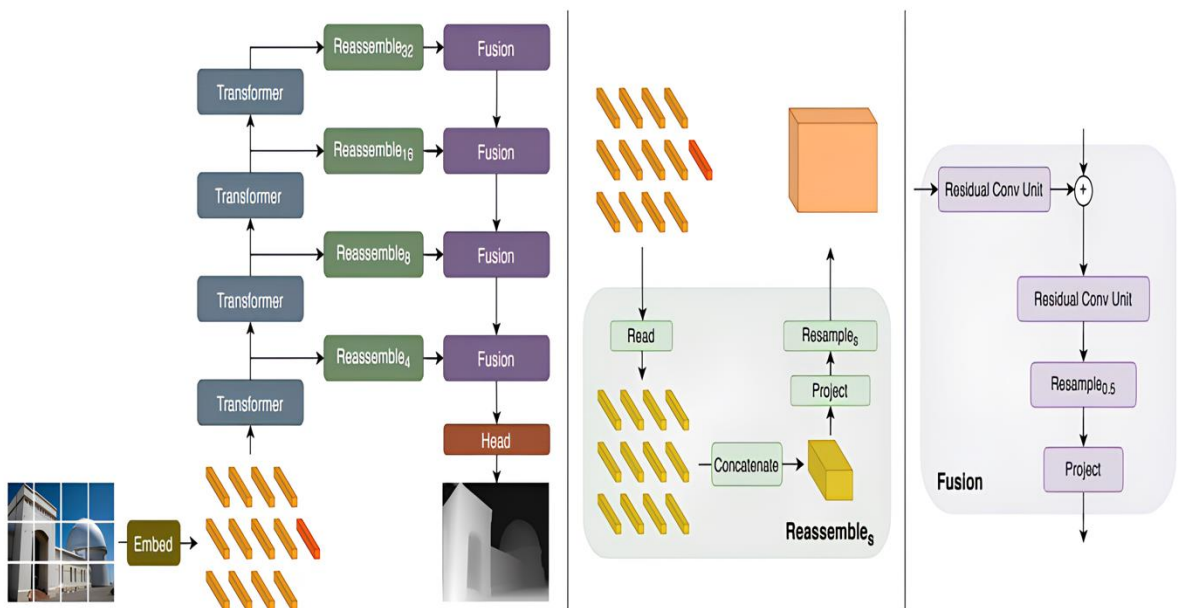 Reassemble32
Fusion
Transformer
Reassemble16
Fusion
Transformer
Reassemble8
Fusion
Transformer
Reassemble4
Fusion
Transformer
Head
Embed
Read
Resamples
Project
Concatenate
Reassembles
Residual Conv Unit
+
Residual Conv Unit
Resample0.5
Project
Fusion